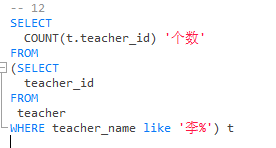 -- 12
SELECT
COUNT(t.teacher_id) '个数'
FROM
(SELECT
teacher_id
FROM
teacher
WHERE teacher_name like '李%') t